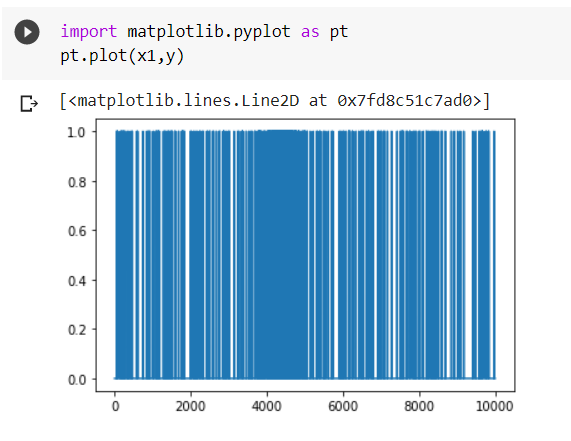 import matplotlib.pyplot as pt
pt.plot(x1,y)
[<matplotlib.lines.Line2D at 0x7fd8c51c7ad0>]
1.0
0.8
0.6
0.4
0.2
0.0
0 2000 4000 6000 8000 10000